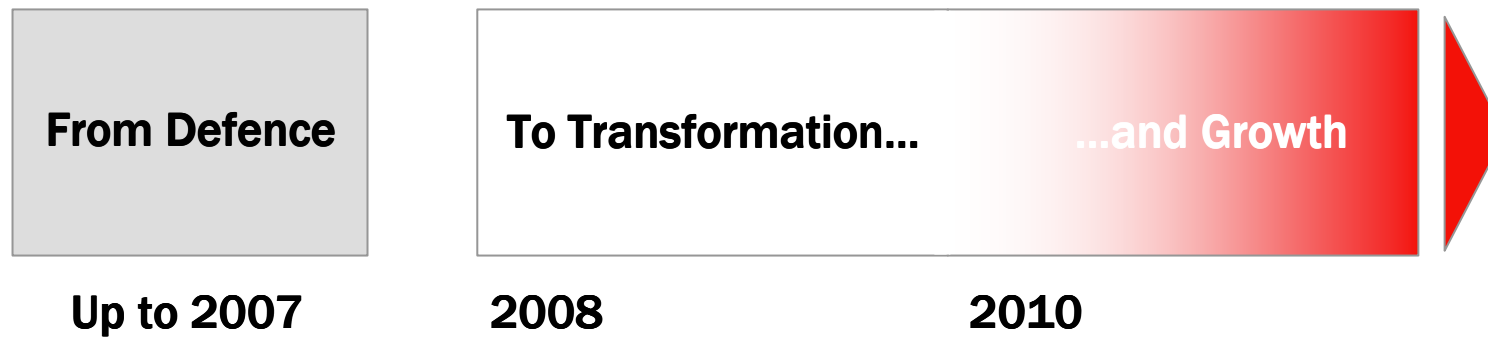 From Defence
To Transformation...
...and Growth
Up to 2007
2008
2010